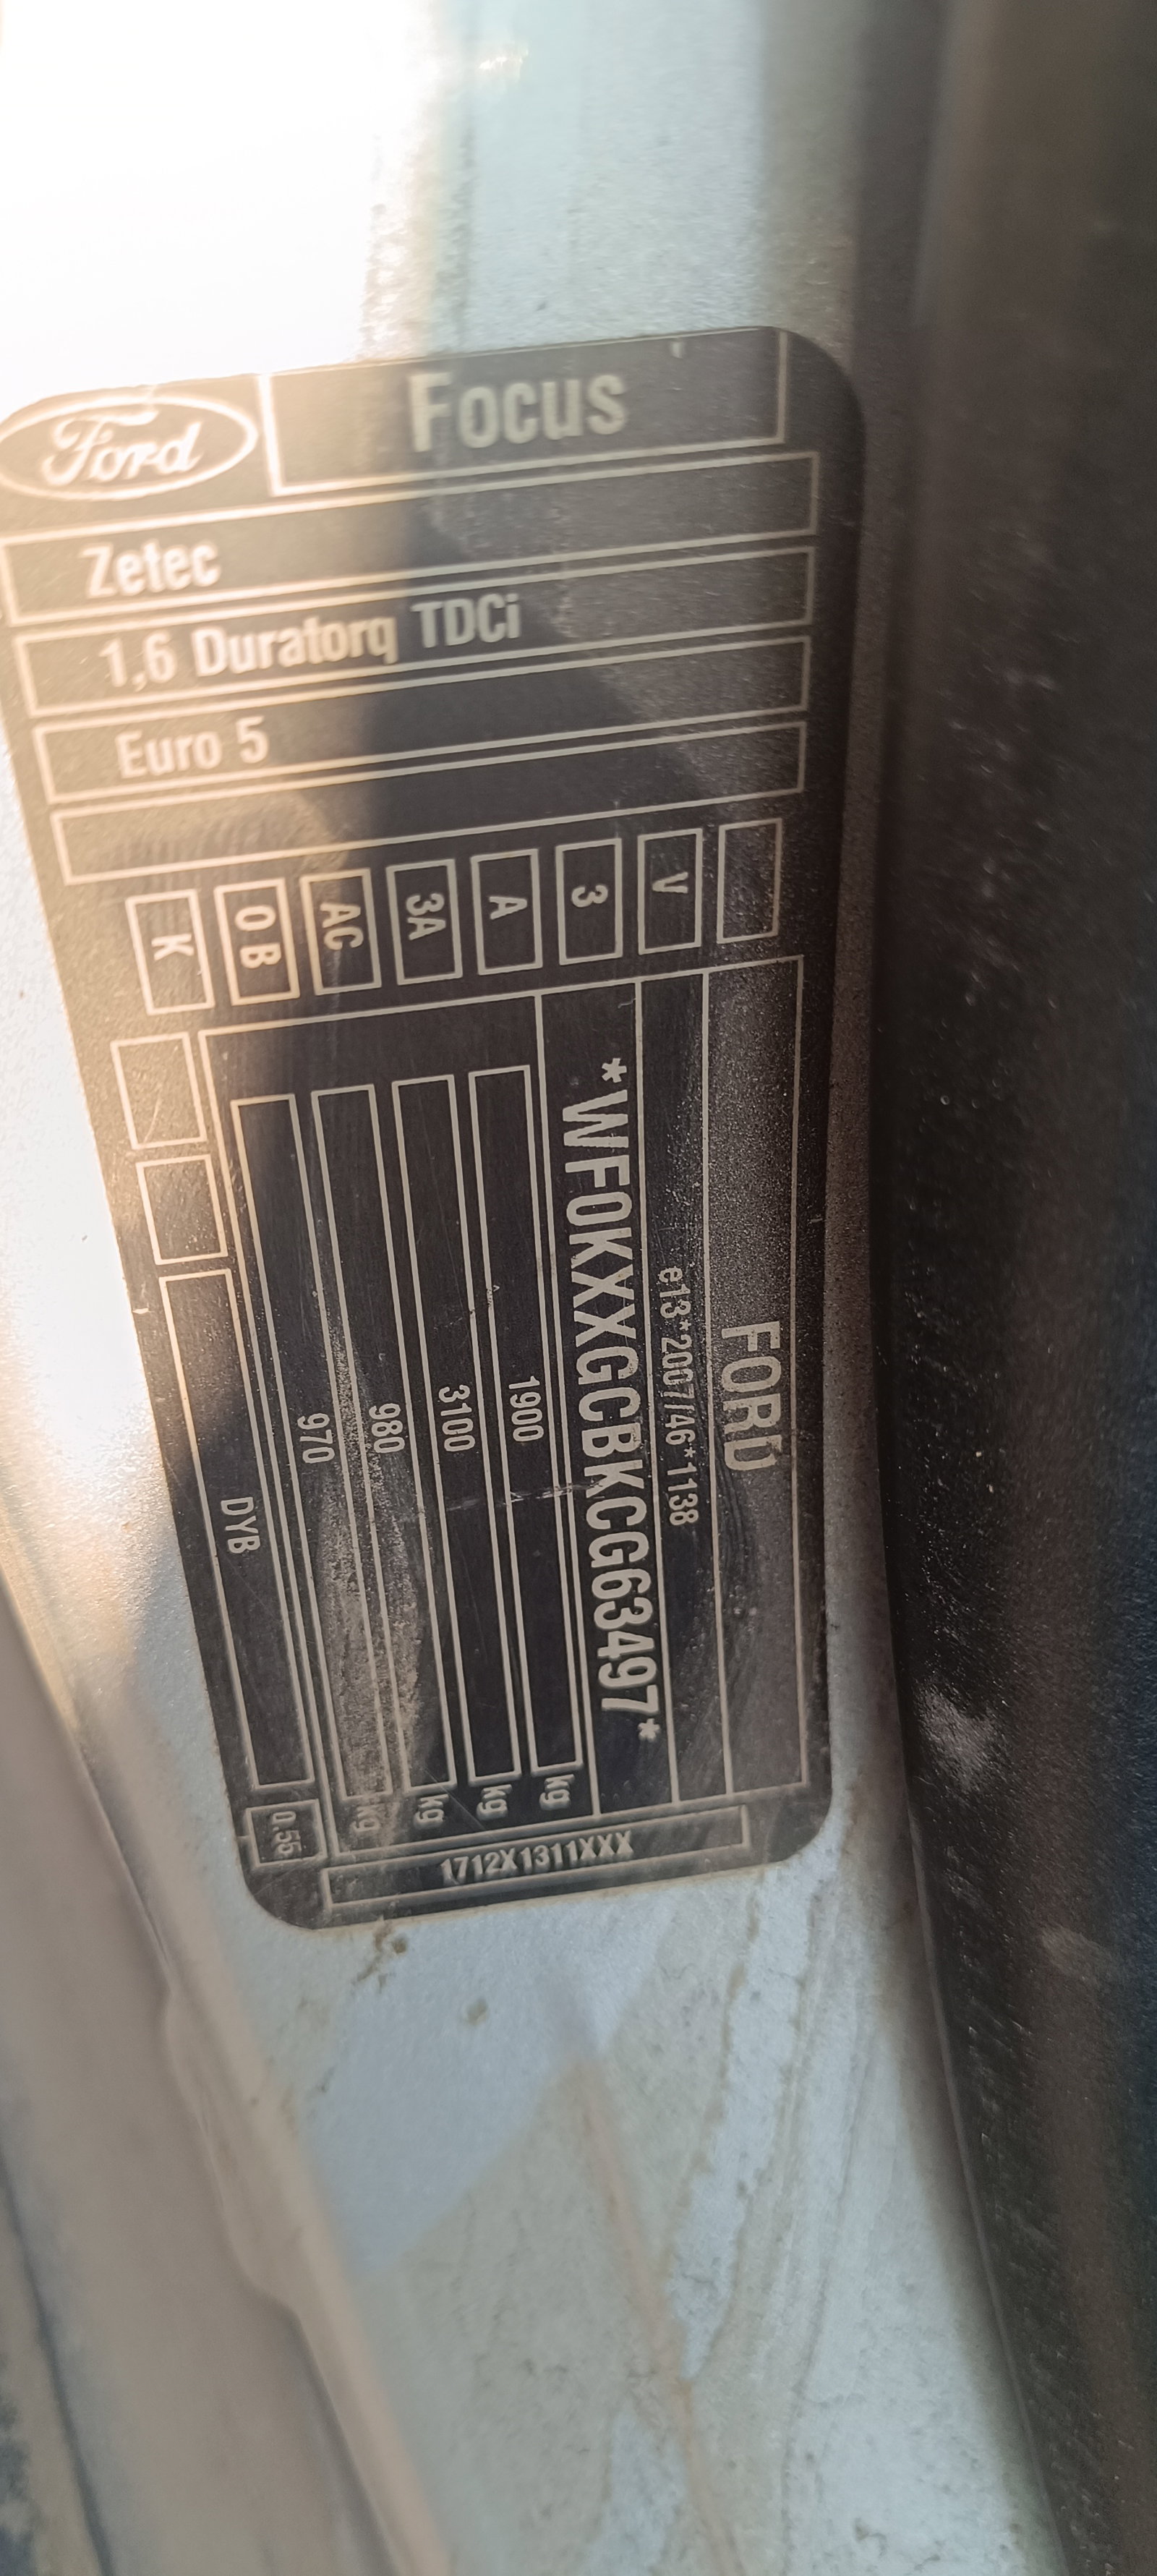 Ford
Focus
Zetec
1,6 Duratorq TDCi
Euro 5
V
3
A
3A
AC
0 B
K
FORD
e13*2007/46*1138
*WF0KXXGCBKCG63497*
1900 kg
3100 kg
980 kg
970 kg
DYB
0.55
1712X1311XXX